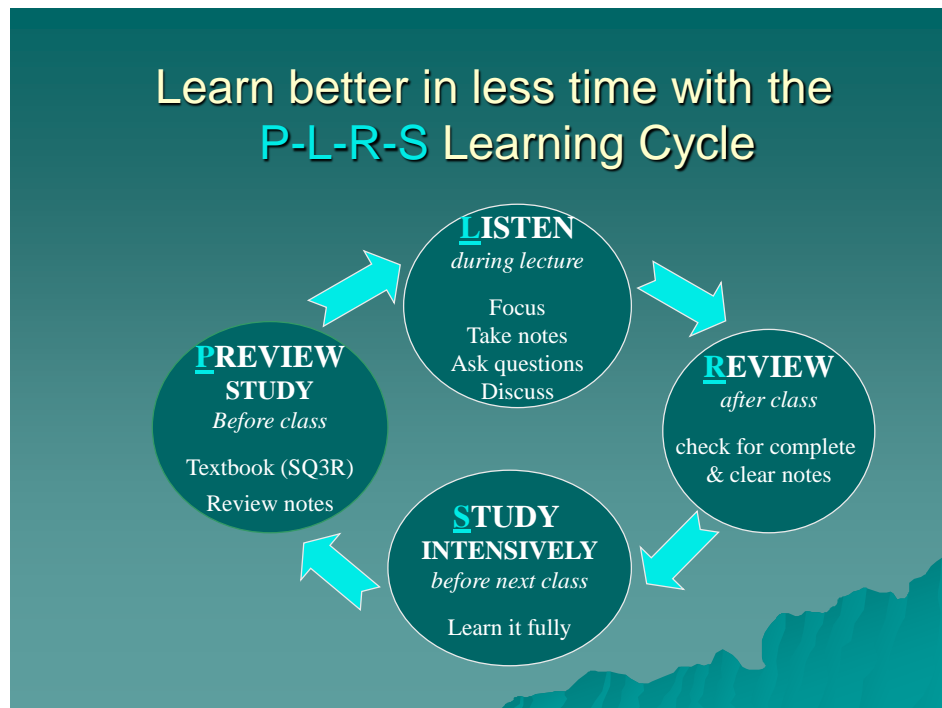 Learn better in less time with the
P-L-R-S Learning Cycle
LISTEN
during lecture
Focus
Take notes
Ask questions
Discuss
PREVIEW
STUDY
Before class
Textbook (SQ3R)
Review notes
REVIEW
after class
check for complete
& clear notes
STUDY
INTENSIVELY
before next class
Learn it fully